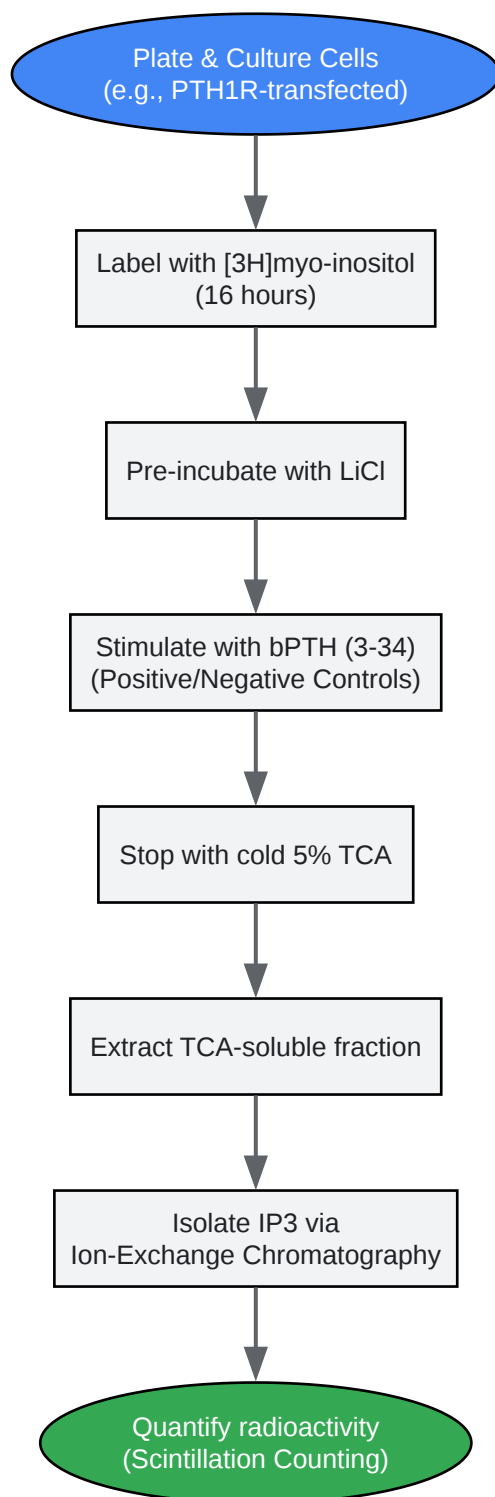 Plate & Culture Cells
(e.g., PTH1R-transfected)
Label with [3H]myo-inositol
(16 hours)
Pre-incubate with LiCl
Stimulate with bPTH (3-34)
(Positive/Negative Controls)
Stop with cold 5% TCA
Extract TCA-soluble fraction
Isolate IP3 via
Ion-Exchange Chromatography
Quantify radioactivity
(Scintillation Counting)